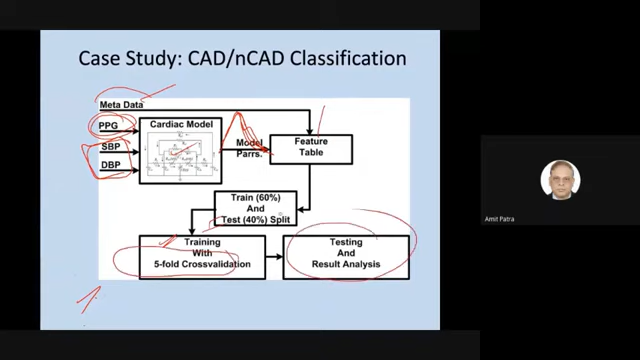 Case Study: CAD/nCAD Classification
Meta Data
PPG
SBP
DBP
Cardiac Model
Model
Parrs.
Feature
Table
Train (60%)
And
Test (40%) Split
Training
With
5-fold Crossvalidation
Testing
And
Result Analysis
Amit Patra